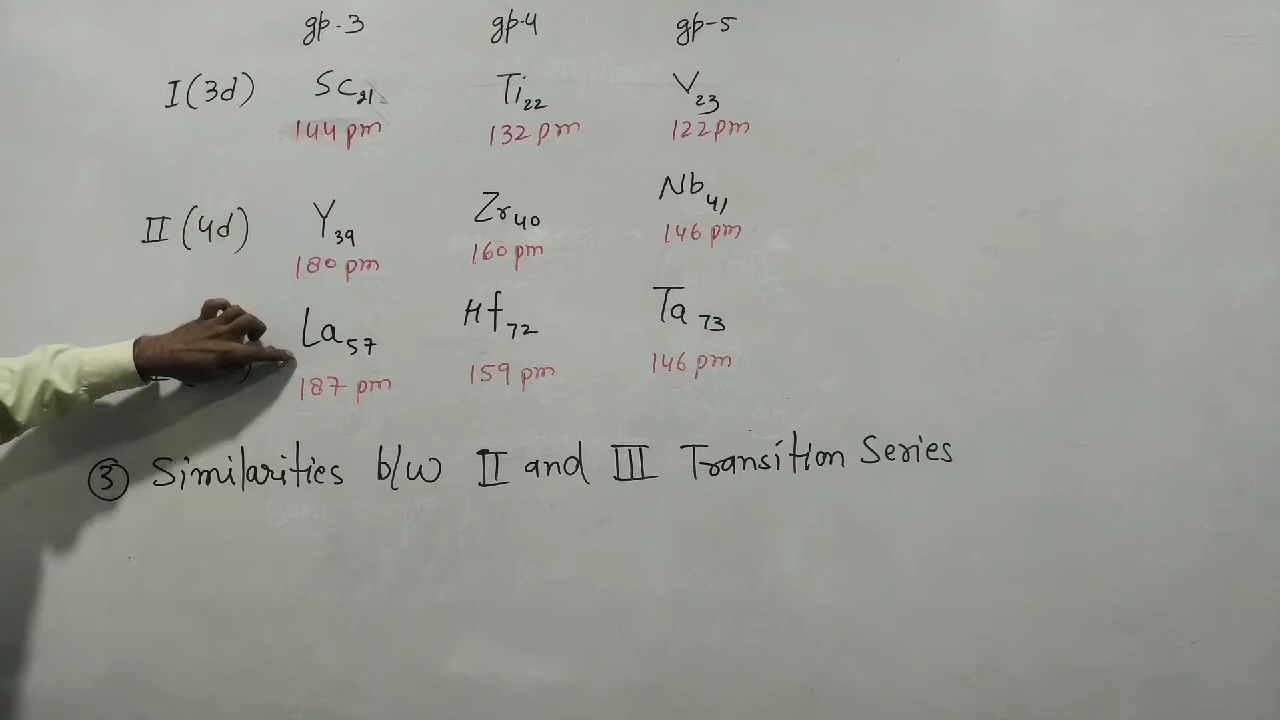 gp-3 gp-4 gp-5
I (3d) Sc21 Ti22 V23
144 pm 132 pm 122 pm
II (4d) Y39 Zr40 Nb41
180 pm 160 pm 146 pm
La57 Hf72 Ta73
187 pm 159 pm 146 pm
③ Similarities b/w II and III Transition Series